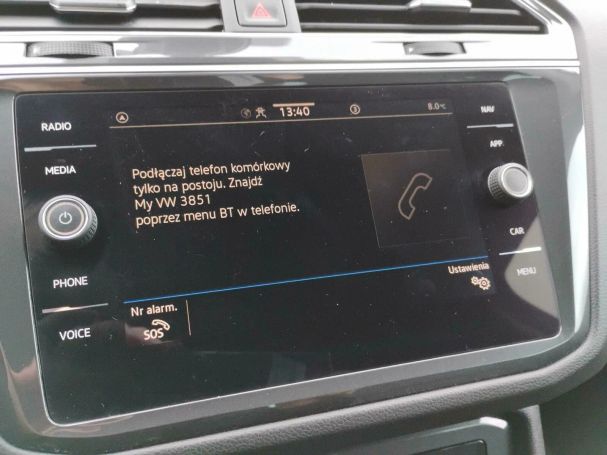 RADIO
MEDIA
PHONE
VOICE
13:40
3
8.0°C
Podłączaj telefon komórkowy
tylko na postoju. Znajdź
My VW 3851
poprzez menu BT w telefonie.
Ustawienia
Nr alarm.
SOS
NAV
APP
CAR
MENU